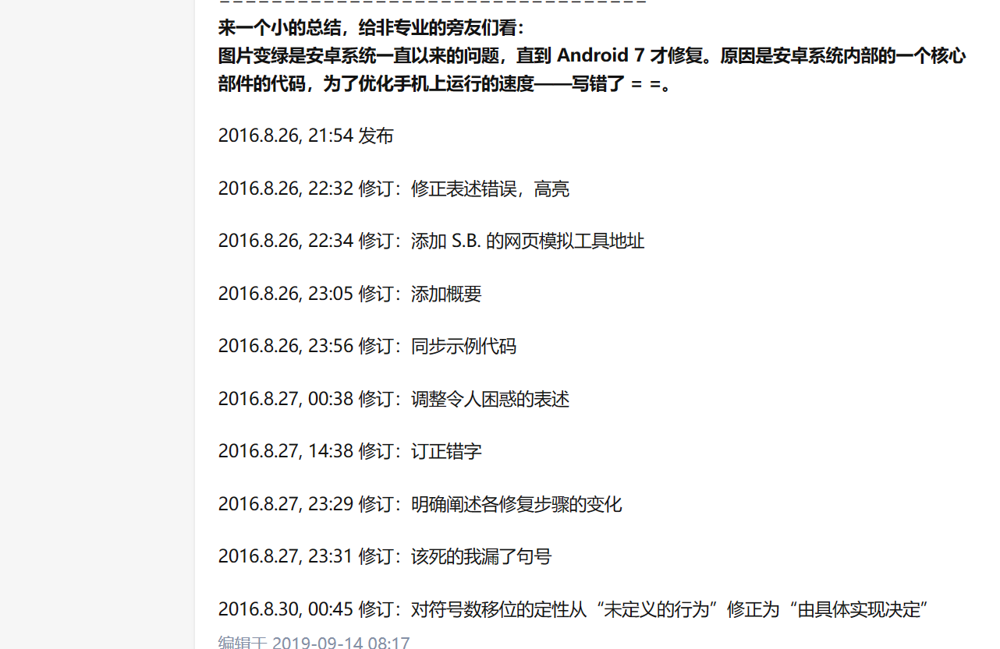 来一个小的总结，给非专业的旁友们看：
图片变绿是安卓系统一直以来的问题，直到 Android 7 才修复。原因是安卓系统内部的一个核心
部件的代码，为了优化手机上运行的速度——写错了 = =。
2016.8.26, 21:54 发布
2016.8.26, 22:32 修订：修正表述错误，高亮
2016.8.26, 22:34 修订：添加 S.B. 的网页模拟工具地址
2016.8.26, 23:05 修订：添加概要
2016.8.26, 23:56 修订：同步示例代码
2016.8.27, 00:38 修订：调整令人困惑的表述
2016.8.27, 14:38 修订：订正错字
2016.8.27, 23:29 修订：明确阐述各修复步骤的变化
2016.8.27, 23:31 修订：该死的我漏了句号
2016.8.30, 00:45 修订：对符号数移位的定性从“未定义的行为”修正为“由具体实现决定”
编辑于 2019-09-14 08:17